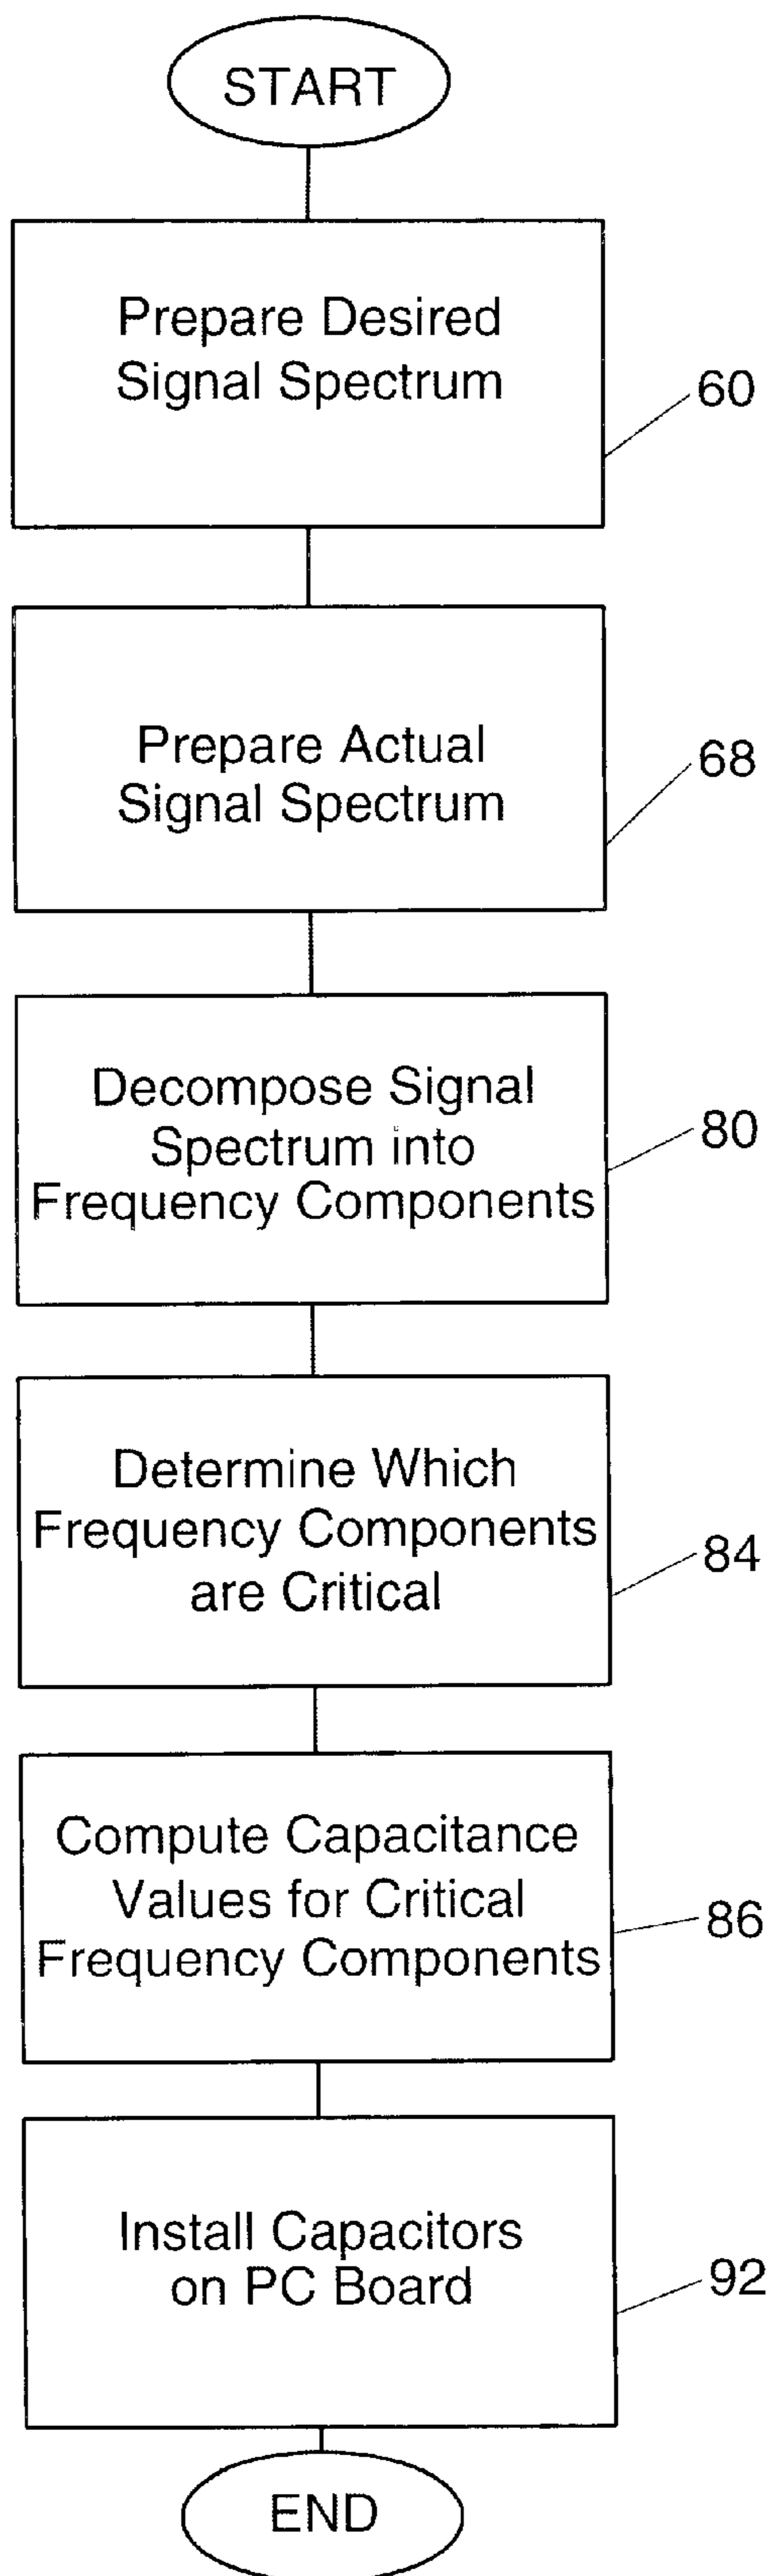 START
Prepare Desired
Signal Spectrum
60
Prepare Actual
Signal Spectrum
68
Decompose Signal
Spectrum into
Frequency Components
80
Determine Which
Frequency Components
are Critical
84
Compute Capacitance
Values for Critical
Frequency Components
86
Install Capacitors
on PC Board
92
END